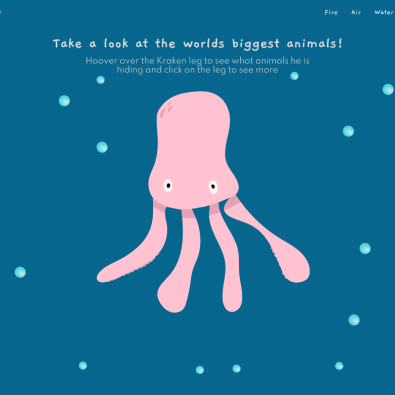 Fire Air Water
Take a look at the worlds biggest animals!
Hoover over the Kraken leg to see what animals he is
hiding and click on the leg to see more